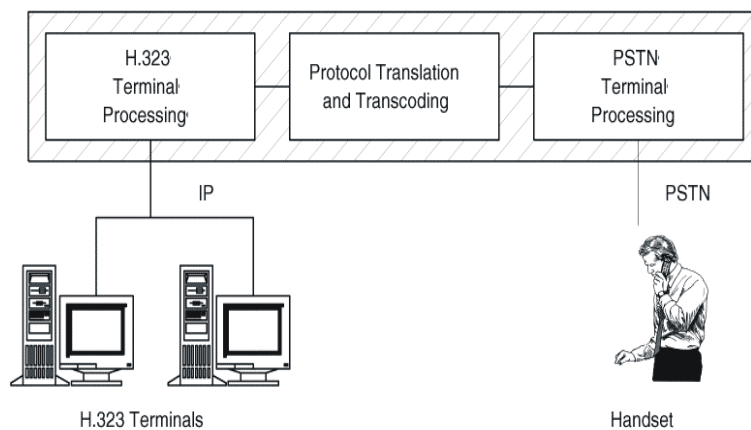 H.323
Terminal
Processing
Protocol Translation
and Transcoding
PSTN
Terminal
Processing
IP
PSTN
H.323 Terminals
Handset